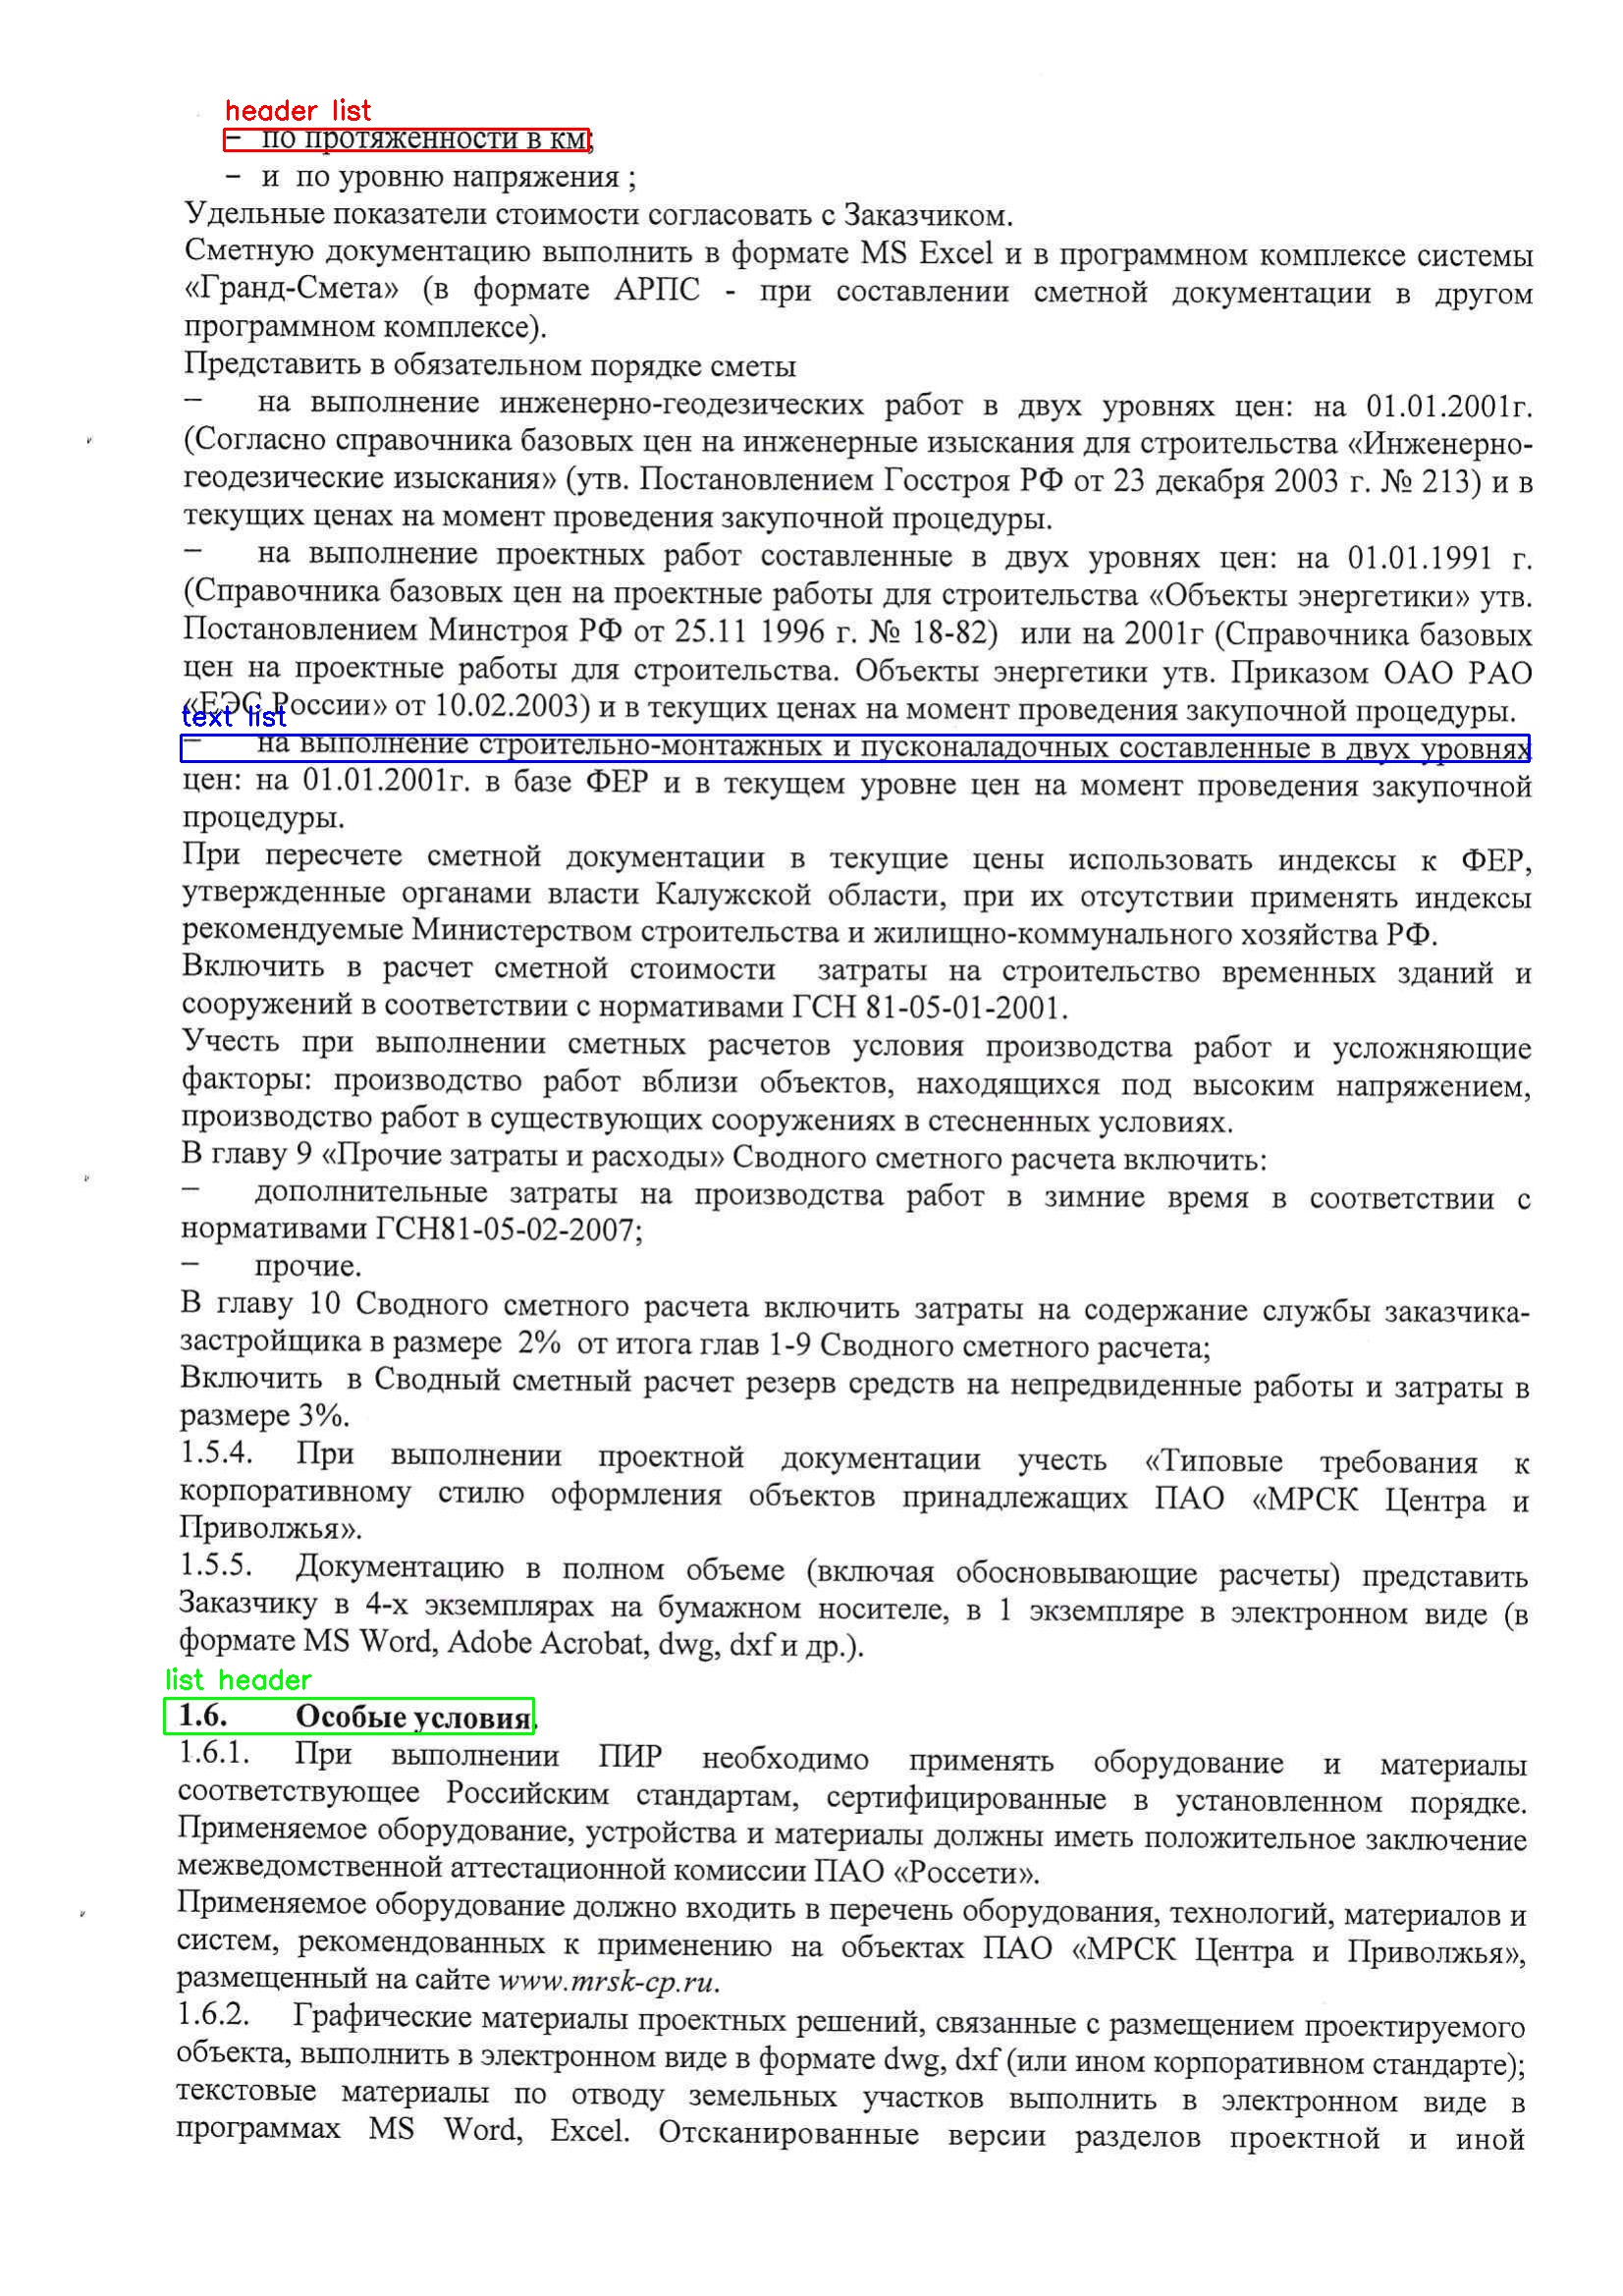 header list
– по протяженности в км;
– и по уровню напряжения ;
Удельные показатели стоимости согласовать с Заказчиком.
Сметную документацию выполнить в формате MS Excel и в программном комплексе системы
«Гранд-Смета» (в формате АРПС - при составлении сметной документации в другом
программном комплексе).
Представить в обязательном порядке сметы
– на выполнение инженерно-геодезических работ в двух уровнях цен: на 01.01.2001г.
(Согласно справочника базовых цен на инженерные изыскания для строительства «Инженерно-
геодезические изыскания» (утв. Постановлением Госстроя РФ от 23 декабря 2003 г. № 213) и в
текущих ценах на момент проведения закупочной процедуры.
– на выполнение проектных работ составленные в двух уровнях цен: на 01.01.1991 г.
(Справочника базовых цен на проектные работы для строительства «Объекты энергетики» утв.
Постановлением Минстроя РФ от 25.11 1996 г. № 18-82) или на 2001г (Справочника базовых
цен на проектные работы для строительства. Объекты энергетики утв. Приказом ОАО РАО
«ЕЭС России» от 10.02.2003) и в текущих ценах на момент проведения закупочной процедуры.
text list
– на выполнение строительно-монтажных и пусконаладочных составленные в двух уровнях
цен: на 01.01.2001г. в базе ФЕР и в текущем уровне цен на момент проведения закупочной
процедуры.
При пересчете сметной документации в текущие цены использовать индексы к ФЕР,
утвержденные органами власти Калужской области, при их отсутствии применять индексы
рекомендуемые Министерством строительства и жилищно-коммунального хозяйства РФ.
Включить в расчет сметной стоимости затраты на строительство временных зданий и
сооружений в соответствии с нормативами ГСН 81-05-01-2001.
Учесть при выполнении сметных расчетов условия производства работ и усложняющие
факторы: производство работ вблизи объектов, находящихся под высоким напряжением,
производство работ в существующих сооружениях в стесненных условиях.
В главу 9 «Прочие затраты и расходы» Сводного сметного расчета включить:
– дополнительные затраты на производства работ в зимние время в соответствии с
нормативами ГСН81-05-02-2007;
– прочие.
В главу 10 Сводного сметного расчета включить затраты на содержание службы заказчика-
застройщика в размере 2% от итога глав 1-9 Сводного сметного расчета;
Включить в Сводный сметный расчет резерв средств на непредвиденные работы и затраты в
размере 3%.
1.5.4. При выполнении проектной документации учесть «Типовые требования к
корпоративному стилю оформления объектов принадлежащих ПАО «МРСК Центра и
Приволжья».
1.5.5. Документацию в полном объеме (включая обосновывающие расчеты) представить
Заказчику в 4-х экземплярах на бумажном носителе, в 1 экземпляре в электронном виде (в
формате MS Word, Adobe Acrobat, dwg, dxf и др.).
list header
1.6. Особые условия.
1.6.1. При выполнении ПИР необходимо применять оборудование и материалы
соответствующее Российским стандартам, сертифицированные в установленном порядке.
Применяемое оборудование, устройства и материалы должны иметь положительное заключение
межведомственной аттестационной комиссии ПАО «Россети».
Применяемое оборудование должно входить в перечень оборудования, технологий, материалов и
систем, рекомендованных к применению на объектах ПАО «МРСК Центра и Приволжья»,
размещенный на сайте www.mrsk-cp.ru.
1.6.2. Графические материалы проектных решений, связанные с размещением проектируемого
объекта, выполнить в электронном виде в формате dwg, dxf (или ином корпоративном стандарте);
текстовые материалы по отводу земельных участков выполнить в электронном виде в
программах MS Word, Excel. Отсканированные версии разделов проектной и иной